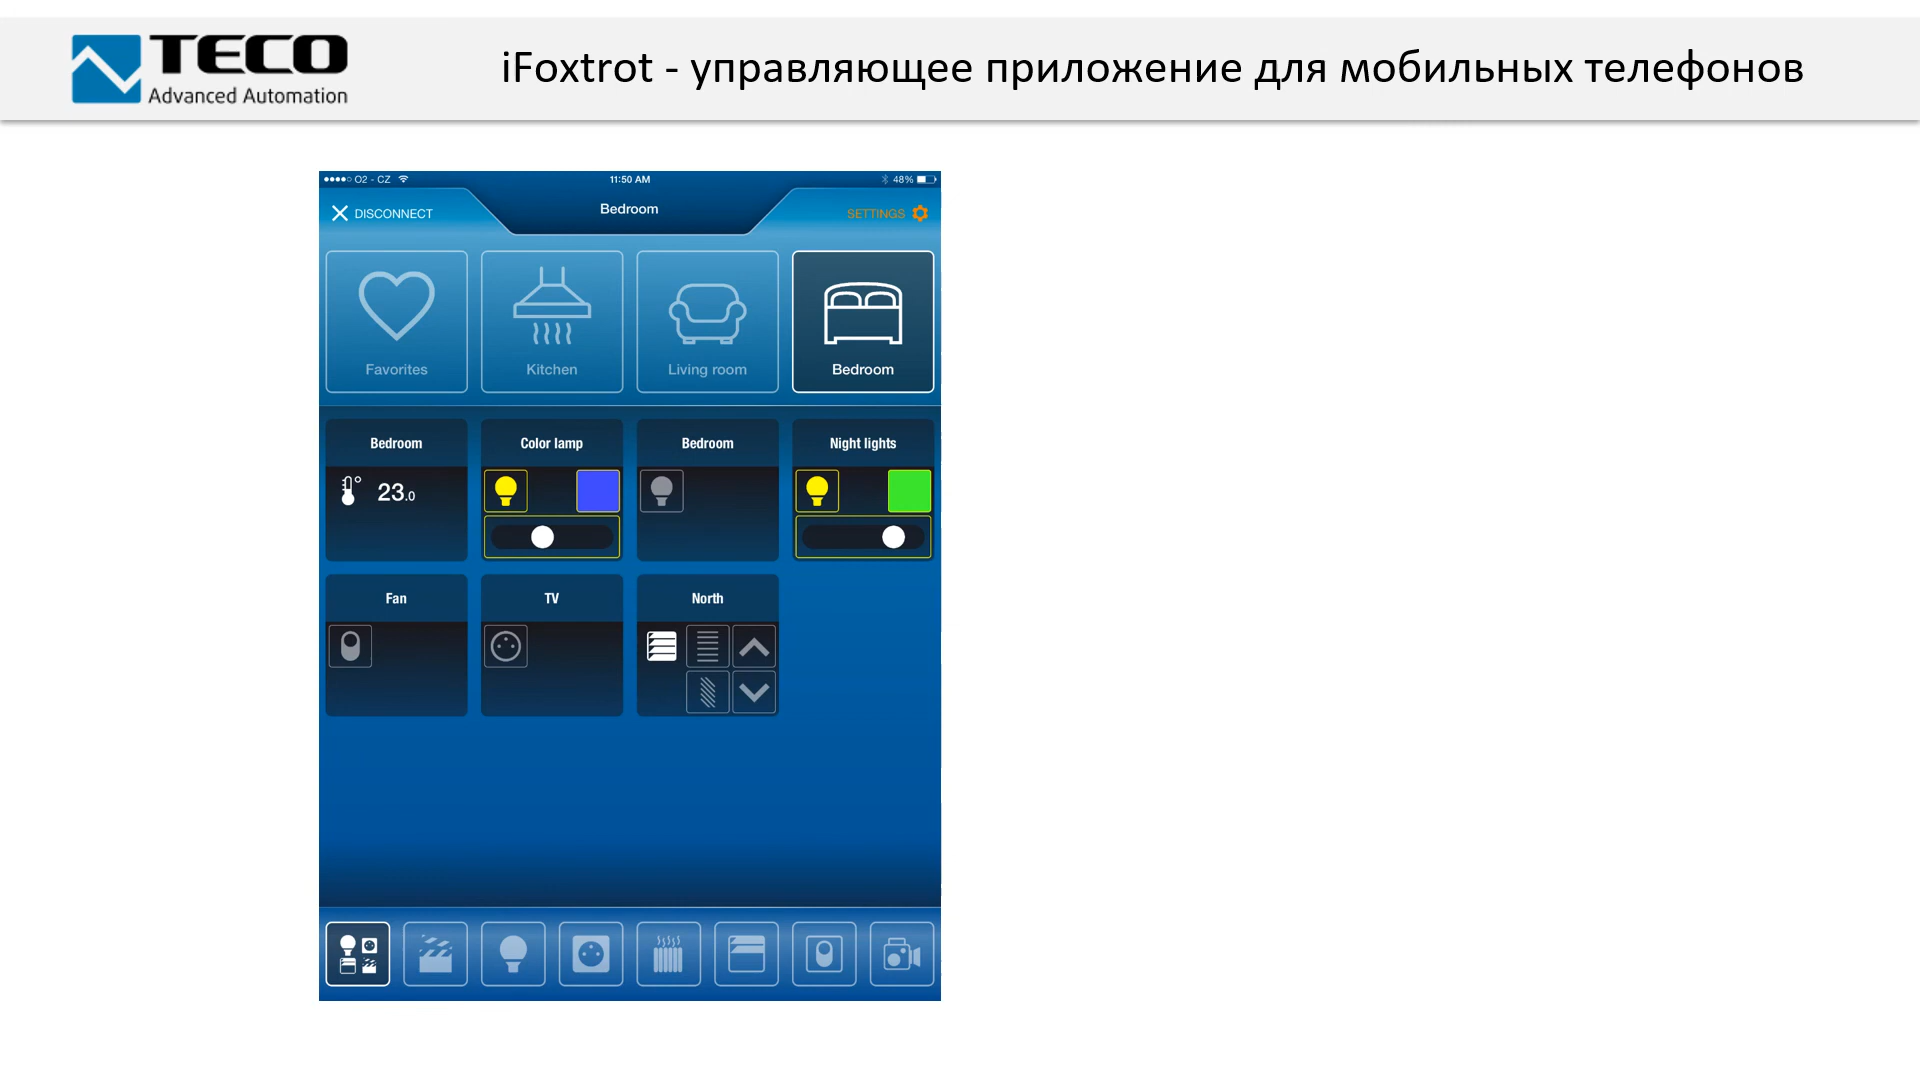 TECO
Advanced Automation
iFoxtrot - управляющее приложение для мобильных телефонов
O2 - CZ 11:50 AM 48%
DISCONNECT Bedroom SETTINGS
Favorites Kitchen Living room Bedroom
Bedroom Color lamp Bedroom Night lights
23.0
Fan TV North